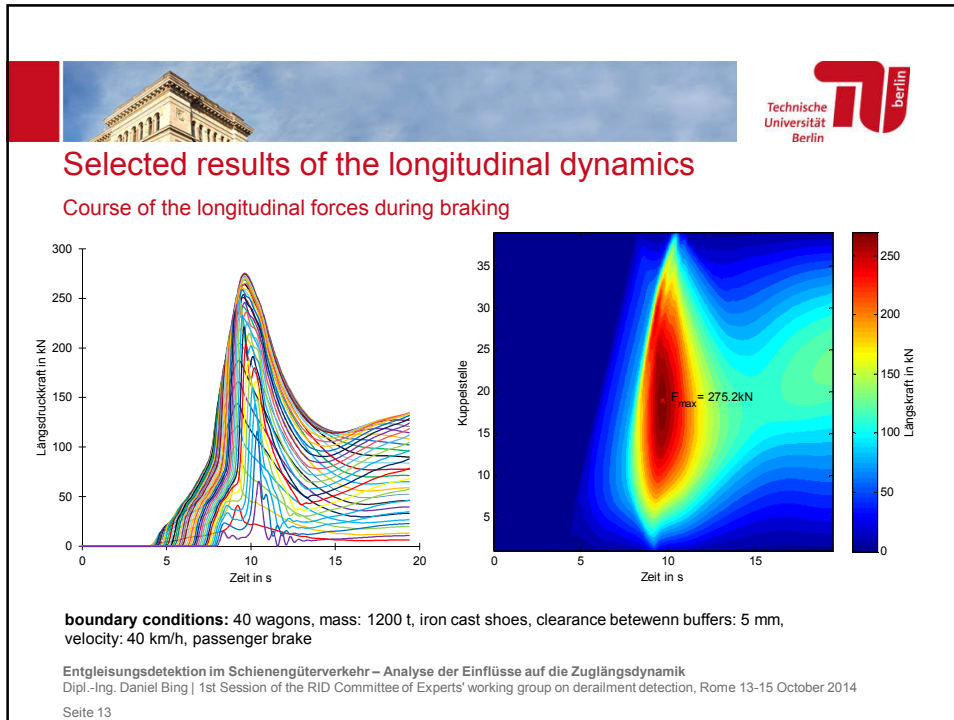 Technische
Universität
Berlin
berlin
Selected results of the longitudinal dynamics
Course of the longitudinal forces during braking
300
250
200
150
100
50
0
Längsdruckkraft in kN
0 5 10 15 20
Zeit in s
35
30
25
20
15
10
5
Kuppelstelle
F_max = 275.2kN
0 5 10 15
Zeit in s
250
200
150
100
50
0
Längskraft in kN
boundary conditions: 40 wagons, mass: 1200 t, iron cast shoes, clearance betewenn buffers: 5 mm,
velocity: 40 km/h, passenger brake
Entgleisungsdetektion im Schienengüterverkehr – Analyse der Einflüsse auf die Zuglängsdynamik
Dipl.-Ing. Daniel Bing | 1st Session of the RID Committee of Experts' working group on derailment detection, Rome 13-15 October 2014
Seite 13